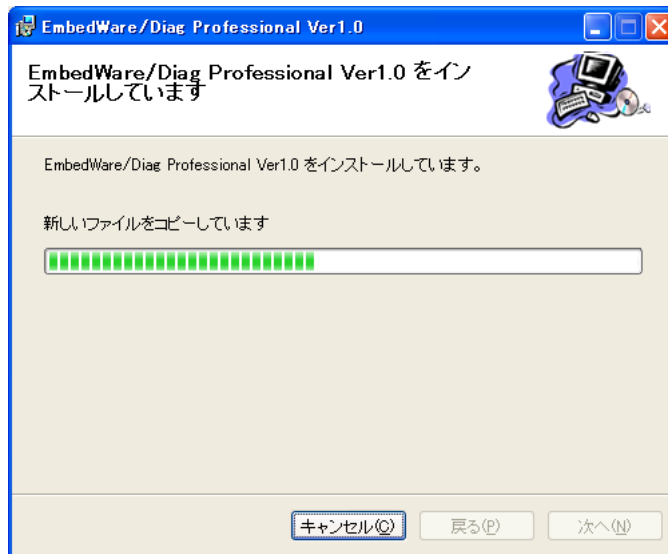 EmbedWare/Diag Professional Ver1.0
EmbedWare/Diag Professional Ver1.0 をイン
ストールしています
EmbedWare/Diag Professional Ver1.0 をインストールしています。
新しいファイルをコピーしています
キャンセル(C)
戻る(P)
次へ(N)